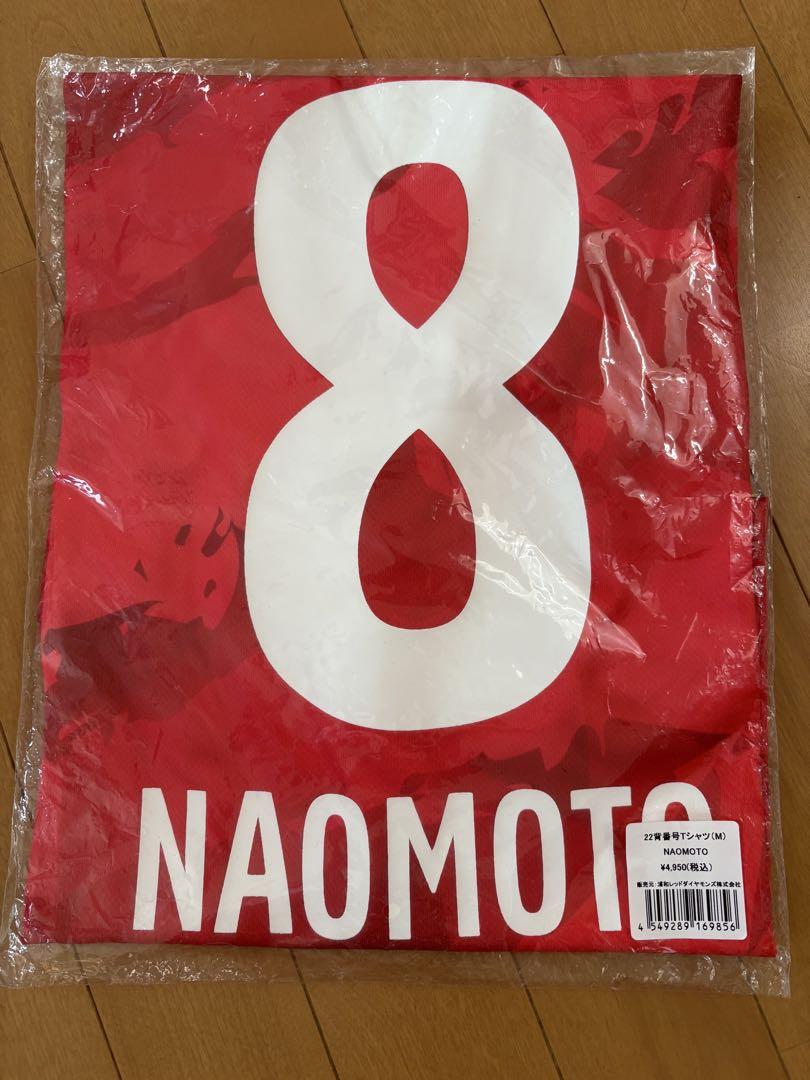 8
NAOMOTO
22背番号Tシャツ(M)
NAOMOTO
¥4,950(税込)
販売元:浦和レッドダイヤモンズ株式会社
4 549289 169856